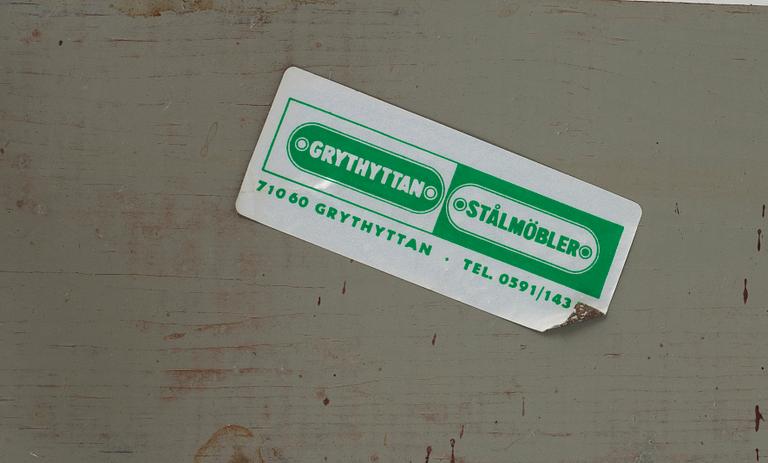 GRYTHYTTAN STÅLMÖBLER
710 60 GRYTHYTTAN · TEL. 0591/143